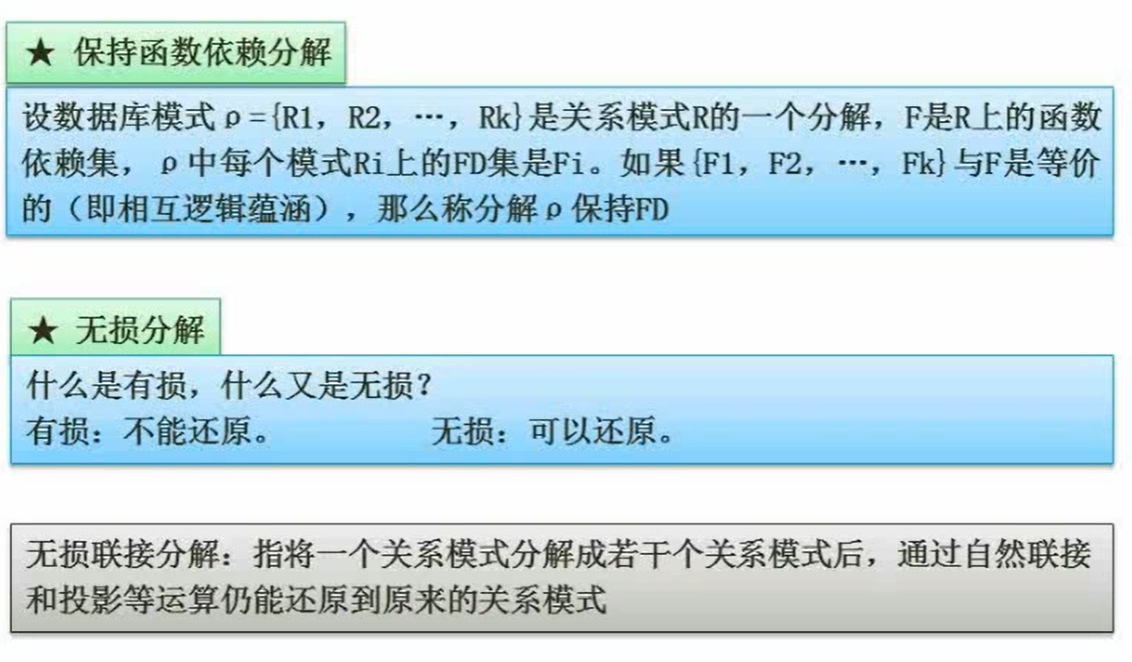 ★ 保持函数依赖分解
设数据库模式ρ={R1，R2，…，Rk}是关系模式R的一个分解，F是R上的函数
依赖集，ρ中每个模式Ri上的FD集是Fi。如果{F1，F2，…，Fk}与F是等价
的（即相互逻辑蕴涵），那么称分解ρ保持FD
★ 无损分解
什么是有损，什么又是无损？
有损：不能还原。 无损：可以还原。
无损联接分解：指将一个关系模式分解成若干个关系模式后，通过自然联接
和投影等运算仍能还原到原来的关系模式